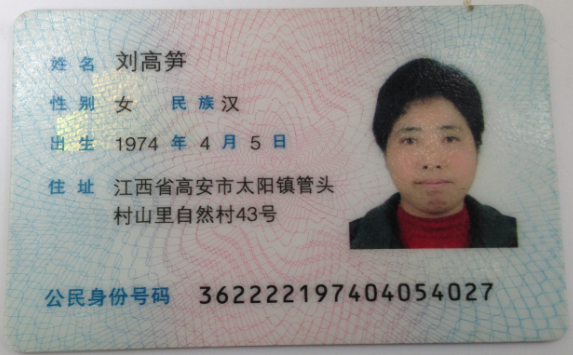 姓名 刘高笋
性别 女 民族 汉
出生 1974 年 4 月 5 日
住址 江西省高安市太阳镇管头
村山里自然村43号
公民身份号码 362222197404054027